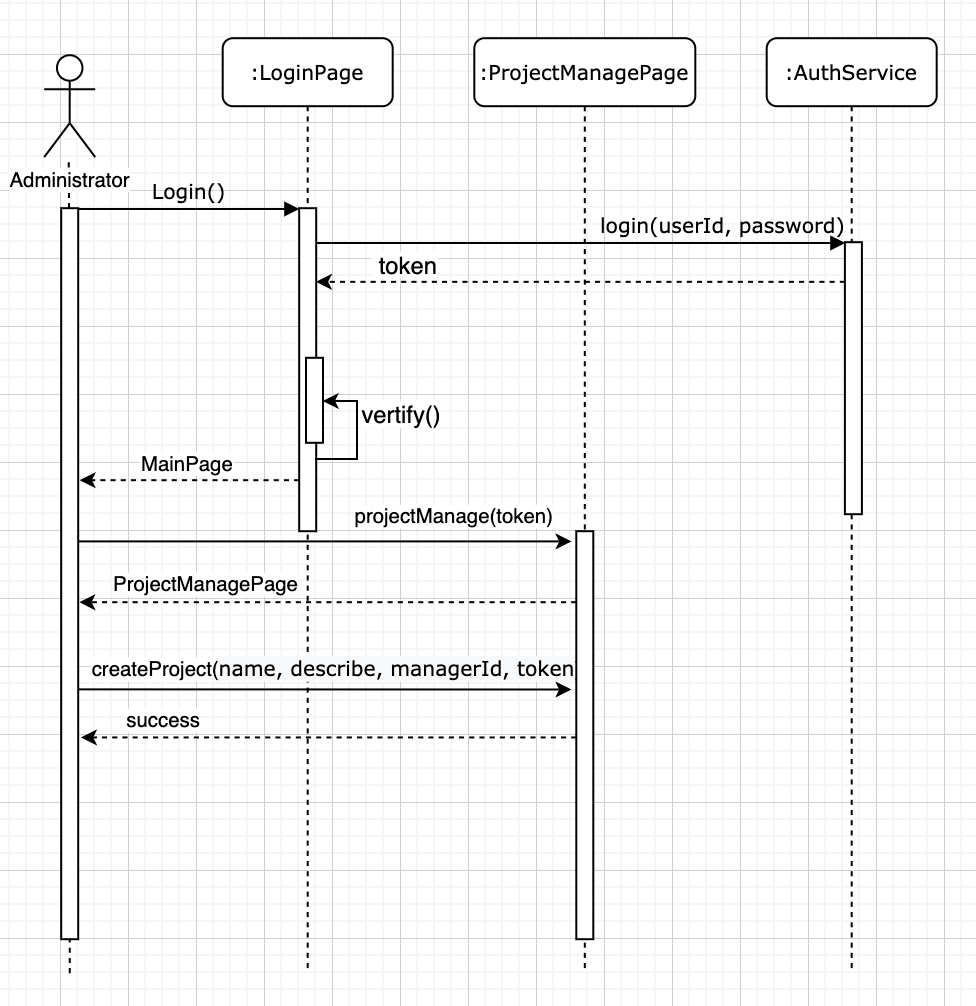 :LoginPage
:ProjectManagePage
:AuthService
Administrator
Login()
login(userId, password)
token
vertify()
MainPage
projectManage(token)
ProjectManagePage
createProject(name, describe, managerId, token
success